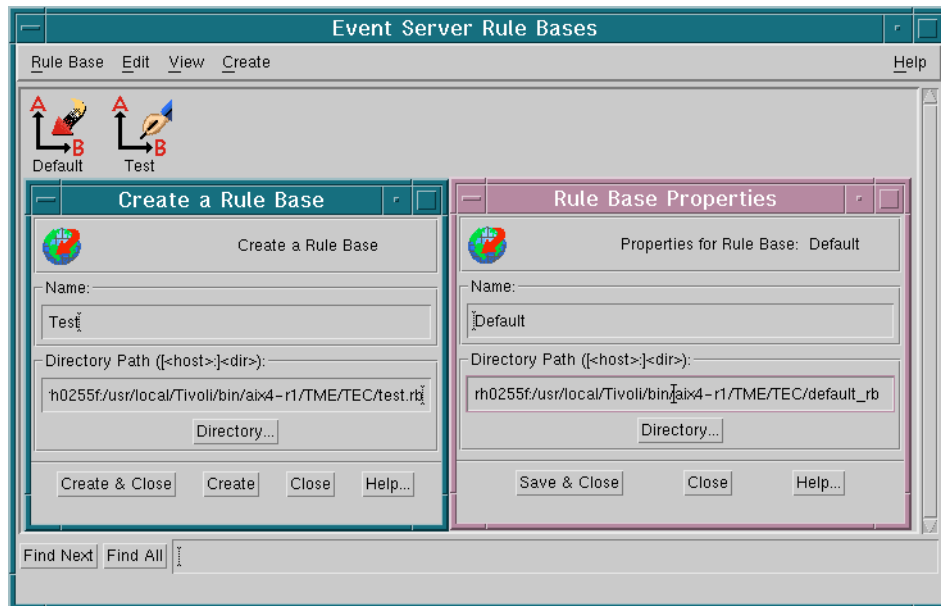 Event Server Rule Bases
Rule Base Edit View Create Help
A B A B
Default Test
Create a Rule Base
Create a Rule Base
Name:
Test
Directory Path ([<host>:]<dir>):
h0255f:/usr/local/Tivoli/bin/aix4-r1/TME/TEC/test.rb
Directory...
Create & Close Create Close Help...
Rule Base Properties
Properties for Rule Base: Default
Name:
Default
Directory Path ([<host>:]<dir>):
rh0255f:/usr/local/Tivoli/bin/aix4-r1/TME/TEC/default_rb
Directory...
Save & Close Close Help...
Find Next Find All